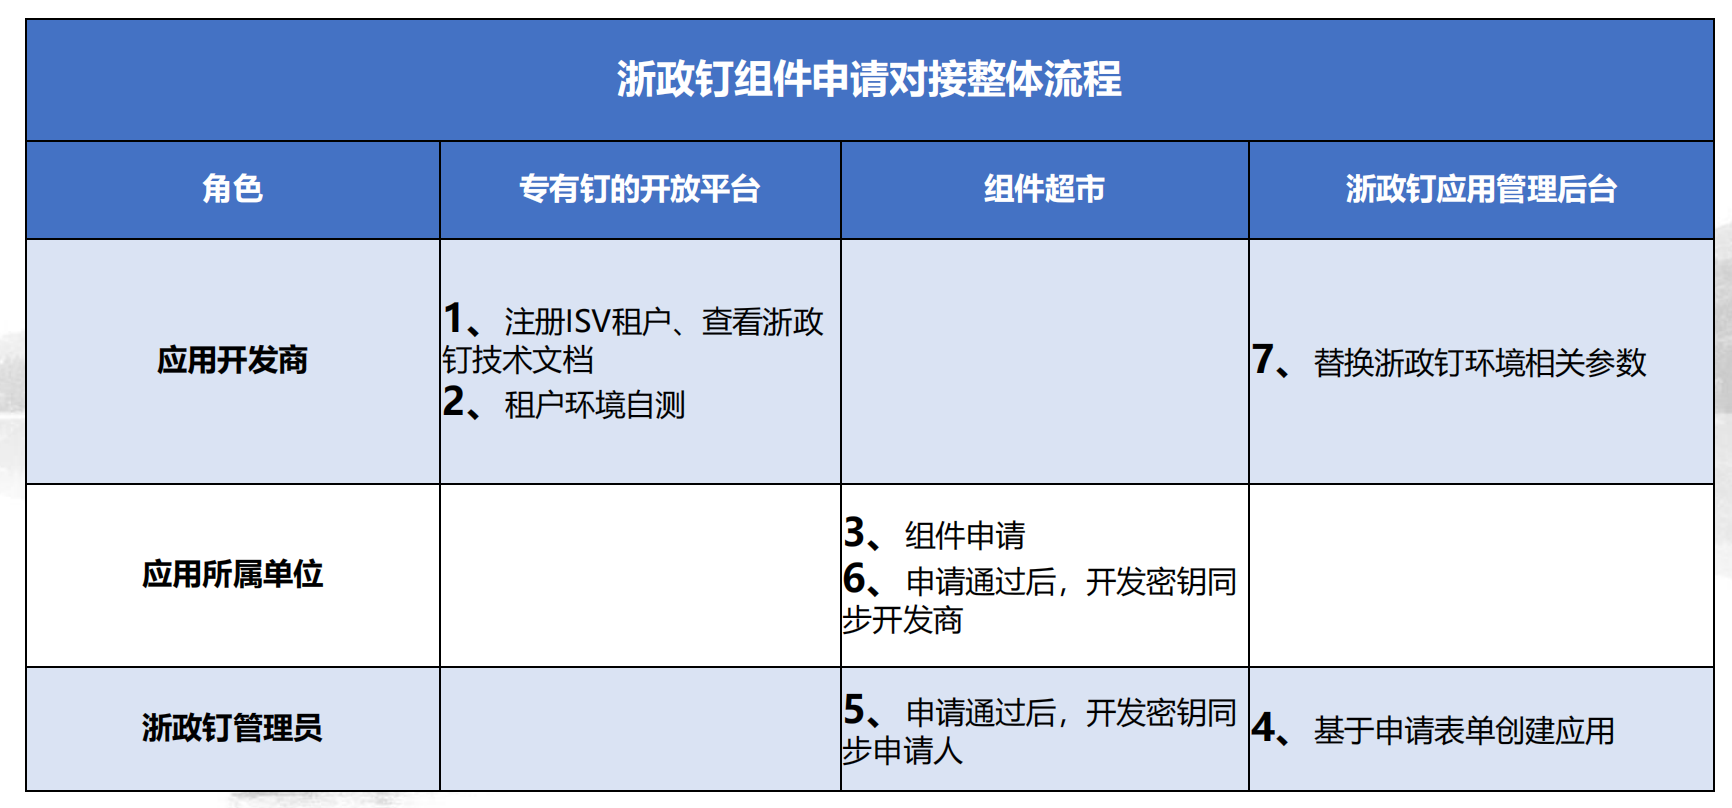 浙政钉组件申请对接整体流程
角色
专有钉的开放平台
组件超市
浙政钉应用管理后台
应用开发商
1、注册ISV租户、查看浙政
钉技术文档
2、租户环境自测
7、替换浙政钉环境相关参数
应用所属单位
3、组件申请
6、申请通过后，开发密钥同
步开发商
浙政钉管理员
5、申请通过后，开发密钥同
步申请人
4、基于申请表单创建应用